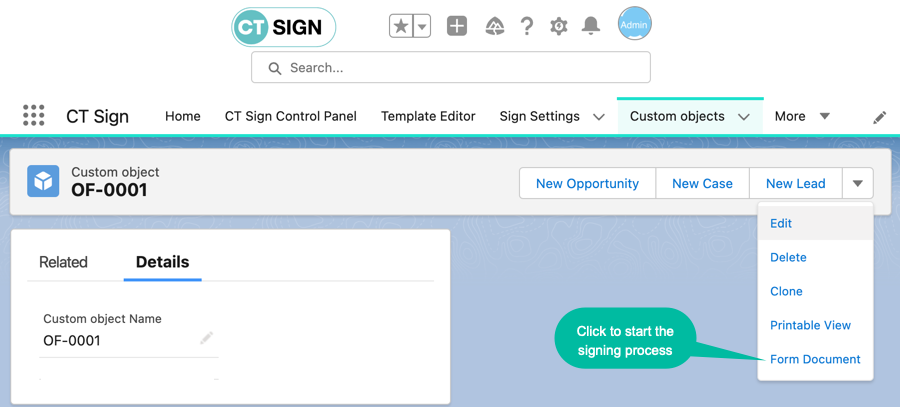 CT SIGN
Admin
Search...
CT Sign Home CT Sign Control Panel Template Editor Sign Settings Custom objects More
Custom object
OF-0001
New Opportunity New Case New Lead
Edit
Delete
Clone
Printable View
Form Document
Related Details
Custom object Name
OF-0001
Click to start the
signing process